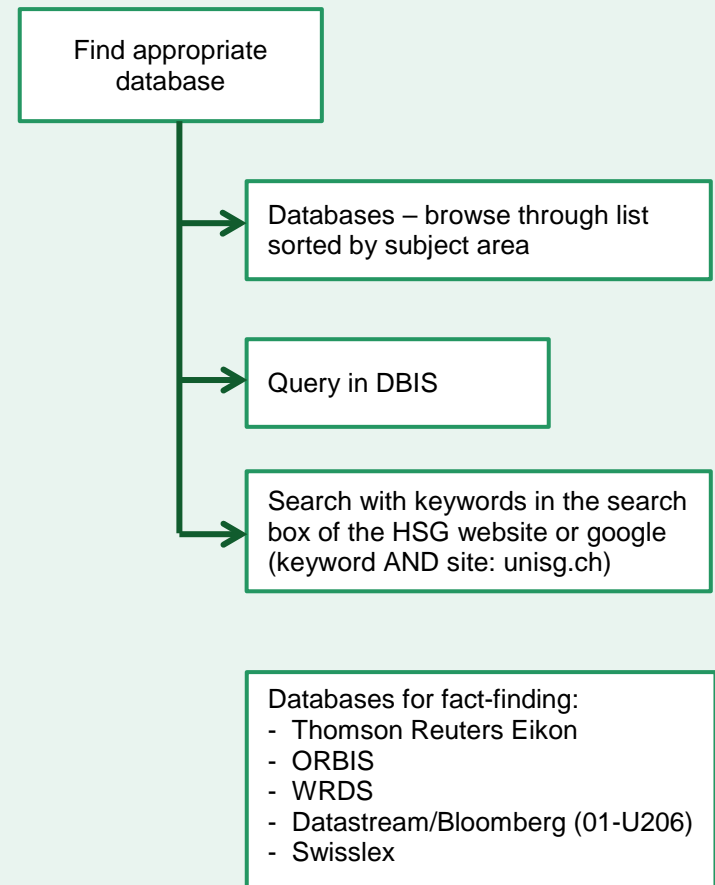 Find appropriate
database
Databases – browse through list
sorted by subject area
Query in DBIS
Search with keywords in the search
box of the HSG website or google
(keyword AND site: unisg.ch)
Databases for fact-finding:
- Thomson Reuters Eikon
- ORBIS
- WRDS
- Datastream/Bloomberg (01-U206)
- Swisslex